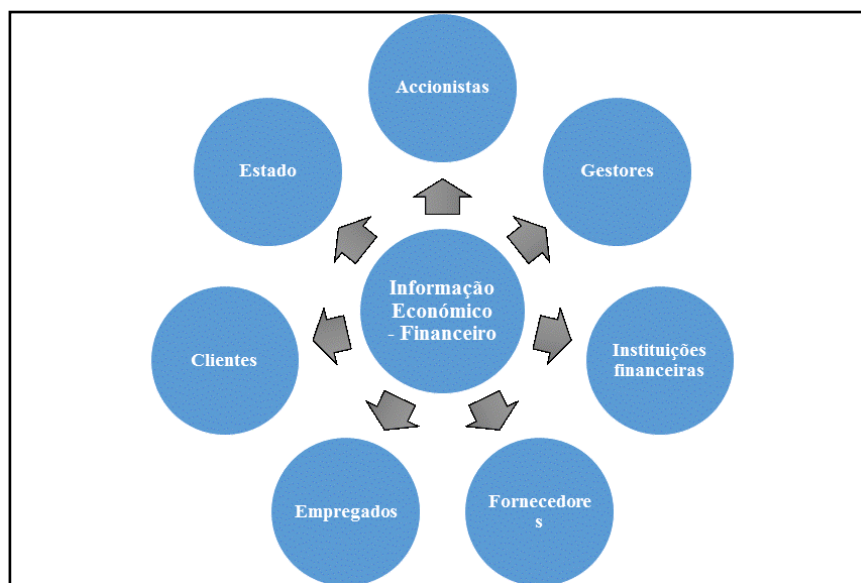 Accionistas
Gestores
Instituições
financeiras
Fornecedore
s
Empregados
Clientes
Estado
Informação
Económico
- Financeiro